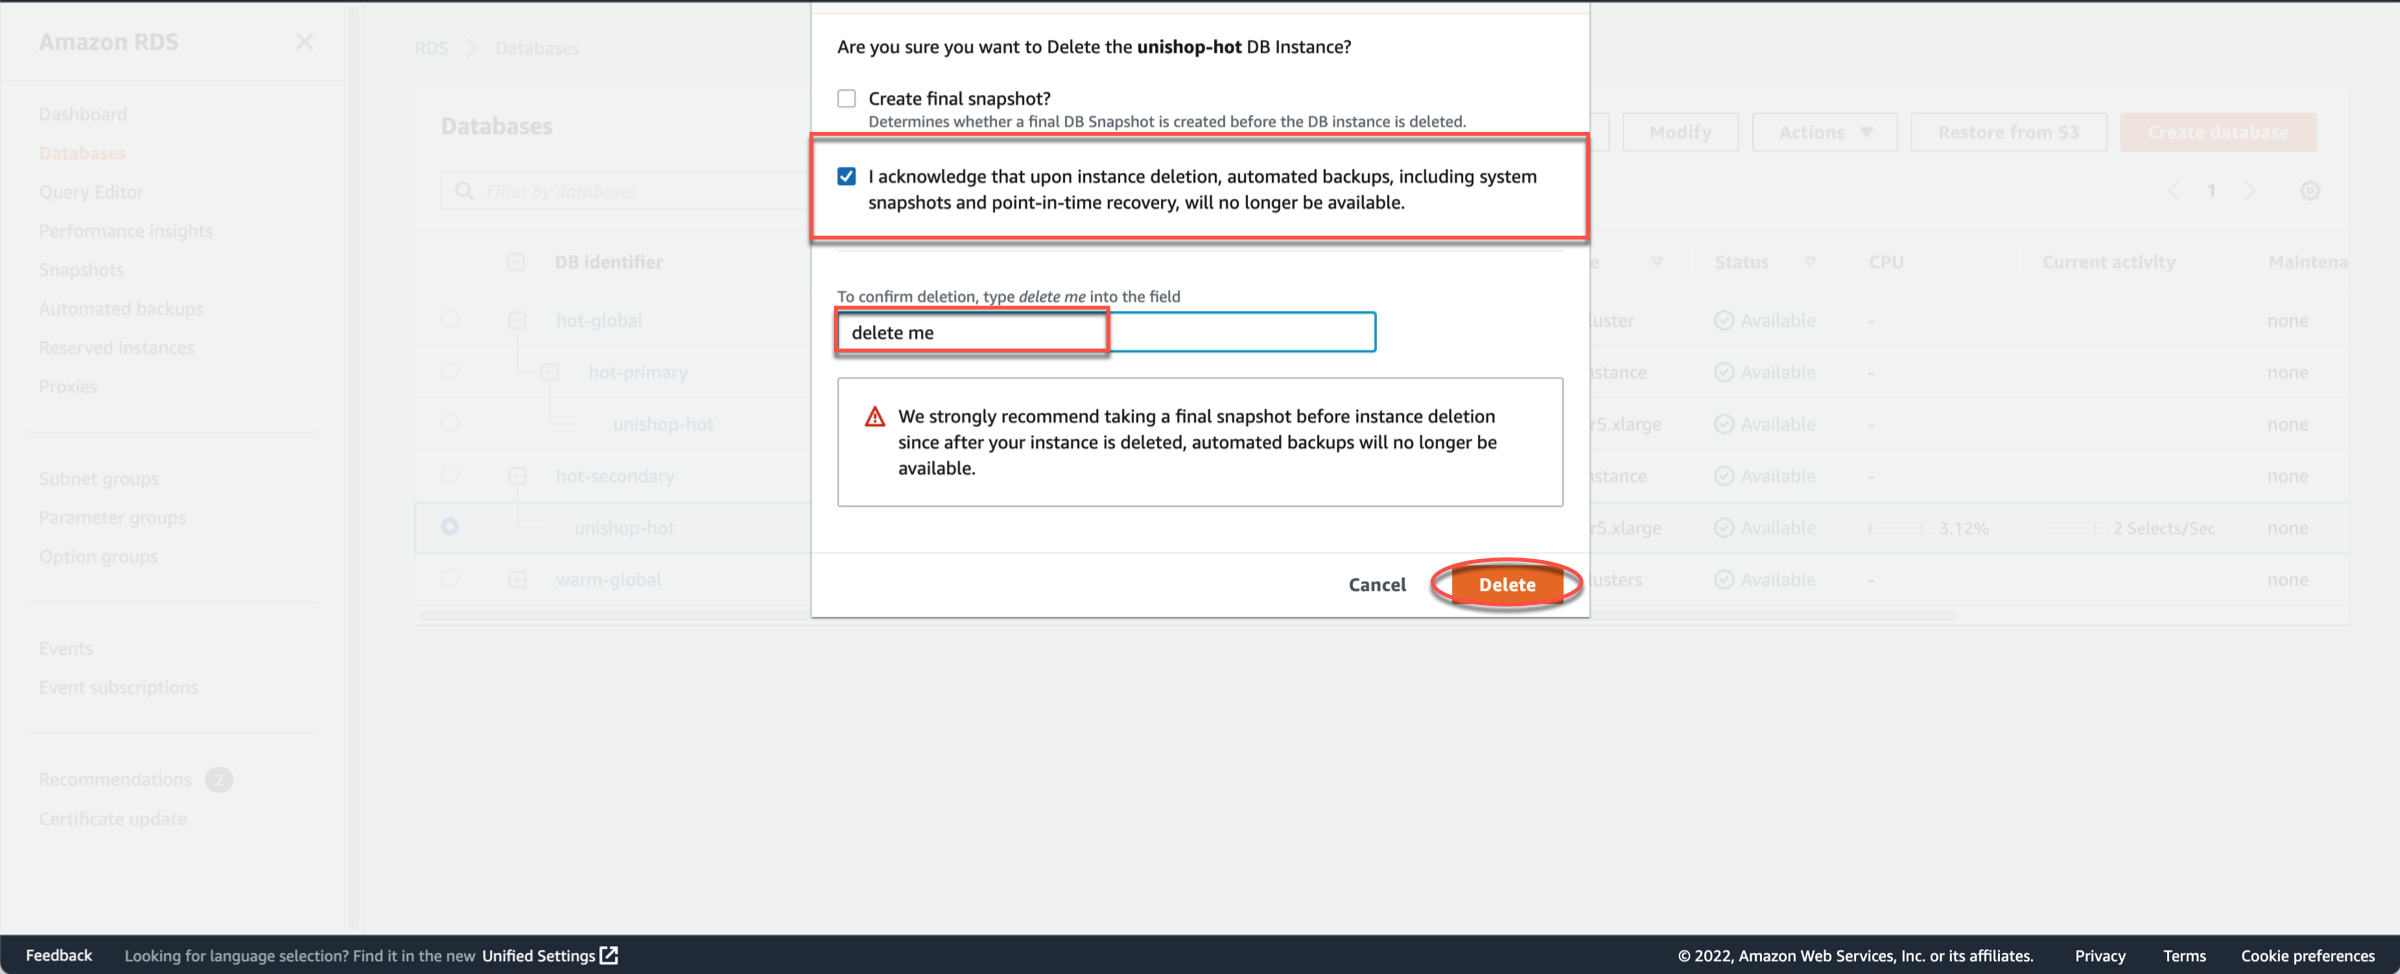 Amazon RDS
Dashboard
Databases
Query Editor
Performance insights
Snapshots
Automated backups
Reserved instances
Proxies
Subnet groups
Parameter groups
Option groups
Events
Event subscriptions
Recommendations 2
Certificate update
RDS Databases
Databases
Modify Actions Restore from S3 Create database
Filter by databases
1
DB identifier Status CPU Current activity Maintena
hot-global luster Available - none
hot-primary nstance Available - none
unishop-hot r5.xlarge Available - none
hot-secondary nstance Available - none
unishop-hot r5.xlarge Available 3.12% 2 Selects/Sec none
warm-global lusters Available - none
Are you sure you want to Delete the unishop-hot DB Instance?
Create final snapshot?
Determines whether a final DB Snapshot is created before the DB instance is deleted.
I acknowledge that upon instance deletion, automated backups, including system
snapshots and point-in-time recovery, will no longer be available.
To confirm deletion, type delete me into the field
delete me
We strongly recommend taking a final snapshot before instance deletion
since after your instance is deleted, automated backups will no longer be
available.
Cancel Delete
Feedback Looking for language selection? Find it in the new Unified Settings © 2022, Amazon Web Services, Inc. or its affiliates. Privacy Terms Cookie preferences